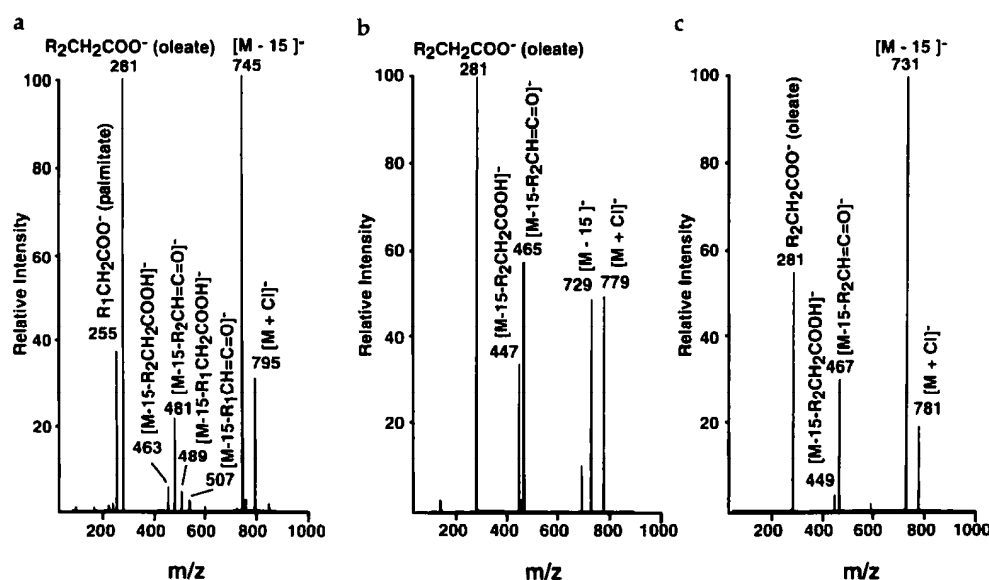 a
R₂CH₂COO⁻ (oleate)
281
[M - 15]⁻
745
R₁CH₂COO⁻ (palmitate)
255
[M-15-R₂CH₂COOH]⁻
463
481 [M-15-R₂CH=C=O]⁻
489 [M-15-R₁CH₂COOH]⁻
507 [M-15-R₁CH=C=O]⁻
795 [M + Cl]⁻
Relative Intensity
100
80
60
40
20
200 400 600 800 1000
m/z
b
R₂CH₂COO⁻ (oleate)
281
[M-15-R₂CH₂COOH]⁻
447
465 [M-15-R₂CH=C=O]⁻
729 [M - 15]⁻
779 [M + Cl]⁻
Relative Intensity
100
80
60
40
20
200 400 600 800 1000
m/z
c
[M - 15]⁻
731
281 R₂CH₂COO⁻ (oleate)
449 [M-15-R₂CH₂COOH]⁻
467 [M-15-R₂CH=C=O]⁻
781 [M + Cl]⁻
Relative Intensity
100
80
60
40
20
200 400 600 800 1000
m/z